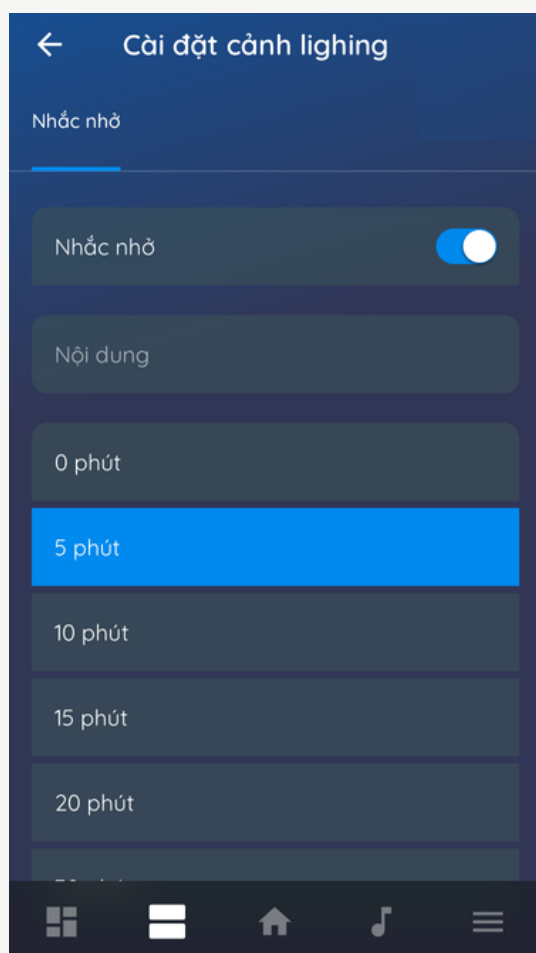 Cài đặt cảnh lighing
Nhắc nhở
Nhắc nhở
Nội dung
0 phút
5 phút
10 phút
15 phút
20 phút